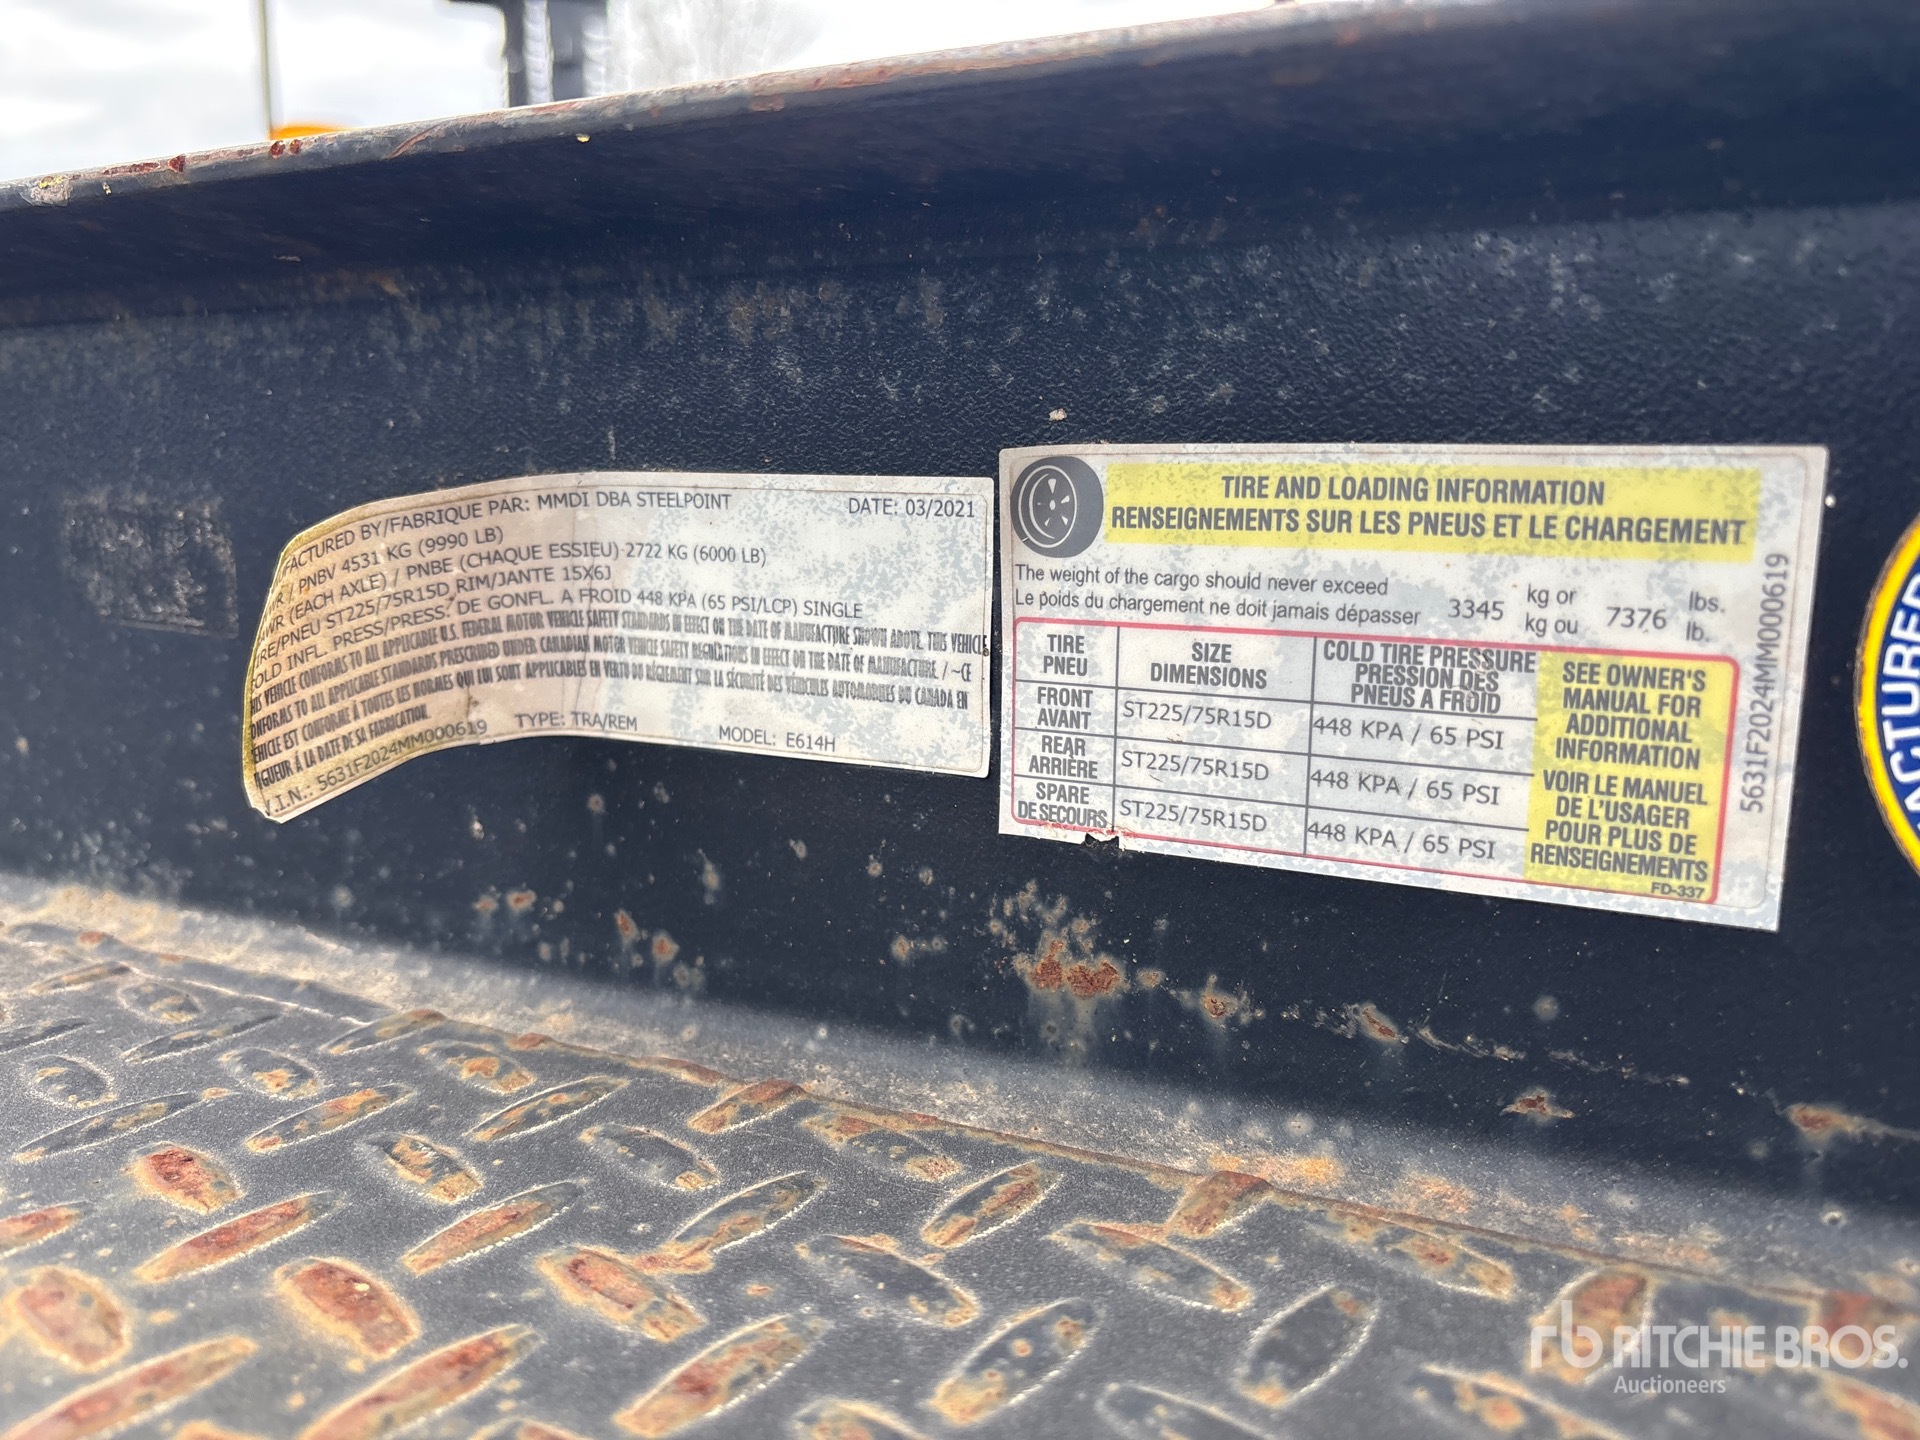 FACTURED BY/FABRIQUE PAR: MMDI DBA STEELPOINT DATE: 03/2021
/ PNBV 4531 KG (9990 LB)
(EACH AXLE) / PNBE (CHAQUE ESSIEU) 2722 KG (6000 LB)
RE/PNEU ST225/75R15D RIM/JANTE 15X6J
OLD INFL. PRESS/PRESS. DE GONFL. A FROID 448 KPA (65 PSI/LCP) SINGLE
HIS VEHICLE CONFORMS TO ALL APPLICABLE U.S. FEDERAL MOTOR VEHICLE SAFETY STANDARDS IN EFFECT ON THE DATE OF MANUFACTURE SHOWN ABOVE. THIS VEHICLE
ONFORMS TO ALL APPLICABLE STANDARDS PRESCRIBED UNDER CANADIAN MOTOR VEHICLE SAFETY REGULATIONS IN EFFECT ON THE DATE OF MANUFACTURE. / ~CE
EHICLE EST CONFORME À TOUTES LES NORMES QUI LUI SONT APPLICABLES EN VERTU DU RÈGLEMENT SUR LA SÉCURITÉ DES VÉHICULES AUTOMOBILES DU CANADA EN
IGUEUR À LA DATE DE SA FABRICATION.
V.I.N.: 5631F2024MM000619 TYPE: TRA/REM MODEL: E614H
TIRE AND LOADING INFORMATION
RENSEIGNEMENTS SUR LES PNEUS ET LE CHARGEMENT
The weight of the cargo should never exceed
Le poids du chargement ne doit jamais dépasser
3345 kg or
kg ou 7376 lbs.
lb.
TIRE
PNEU
SIZE
DIMENSIONS
COLD TIRE PRESSURE
PRESSION DES
PNEUS A FROID
FRONT
AVANT
ST225/75R15D
448 KPA / 65 PSI
REAR
ARRIÈRE
ST225/75R15D
448 KPA / 65 PSI
SPARE
DE SECOURS
ST225/75R15D
448 KPA / 65 PSI
SEE OWNER'S
MANUAL FOR
ADDITIONAL
INFORMATION
VOIR LE MANUEL
DE L'USAGER
POUR PLUS DE
RENSEIGNEMENTS
FD-337
5631F2024MM000619
ACTURED
rb RITCHIE BROS.
Auctioneers